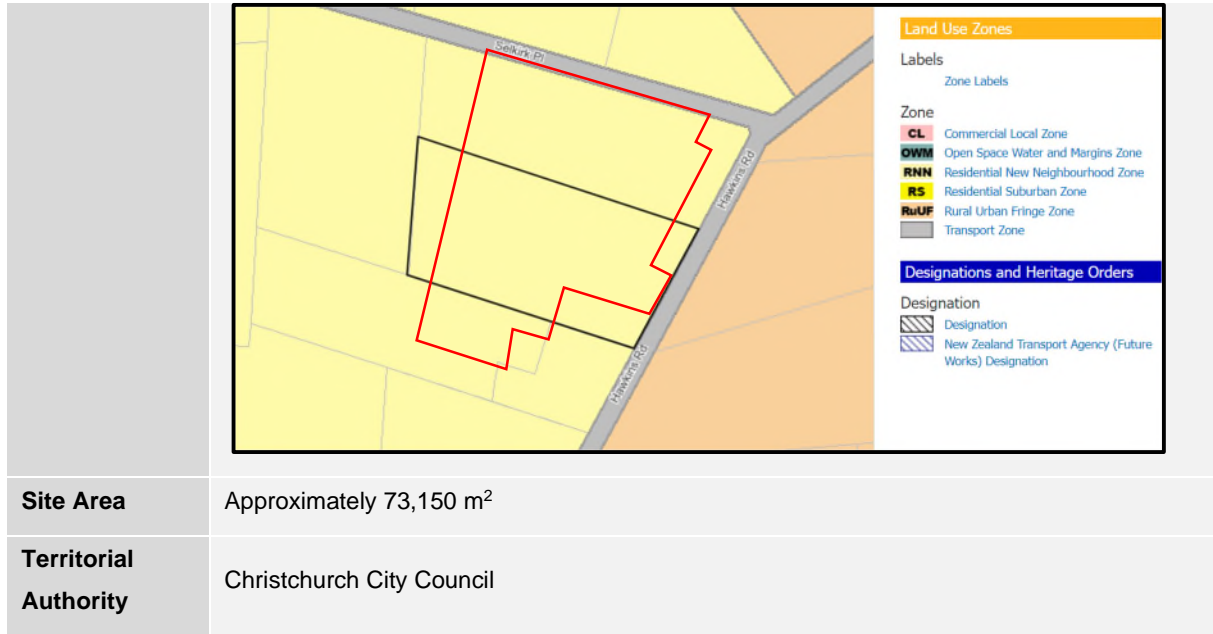 Selkirk Pl
Hawkins Rd
Hawkins Rd
Land Use Zones
Labels
Zone Labels
Zone
CL Commercial Local Zone
OWM Open Space Water and Margins Zone
RNN Residential New Neighbourhood Zone
RS Residential Suburban Zone
RuUF Rural Urban Fringe Zone
Transport Zone
Designations and Heritage Orders
Designation
Designation
New Zealand Transport Agency (Future
Works) Designation
Site Area Approximately 73,150 m²
Territorial
Authority
Christchurch City Council